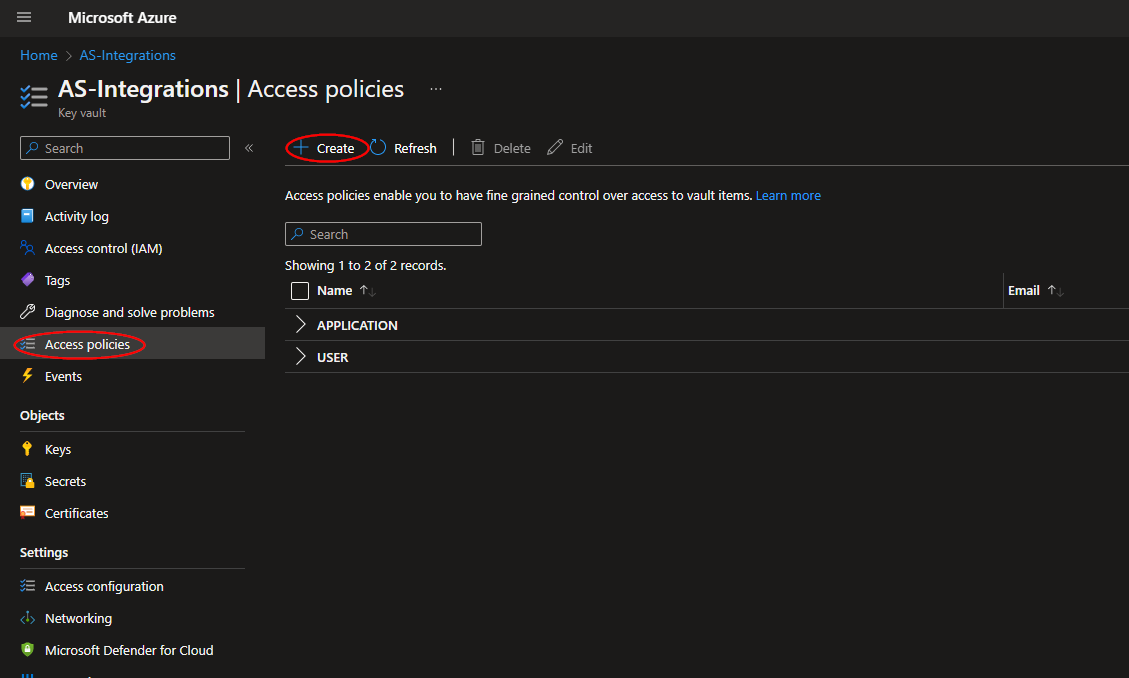 Microsoft Azure
Home > AS-Integrations
AS-Integrations | Access policies ...
Key vault
Search «
Create Refresh | Delete Edit
Overview
Activity log
Access control (IAM)
Tags
Diagnose and solve problems
Access policies
Events
Objects
Keys
Secrets
Certificates
Settings
Access configuration
Networking
Microsoft Defender for Cloud
Access policies enable you to have fine grained control over access to vault items. Learn more
Search
Showing 1 to 2 of 2 records.
Name ↑↓ Email ↑↓
APPLICATION
USER